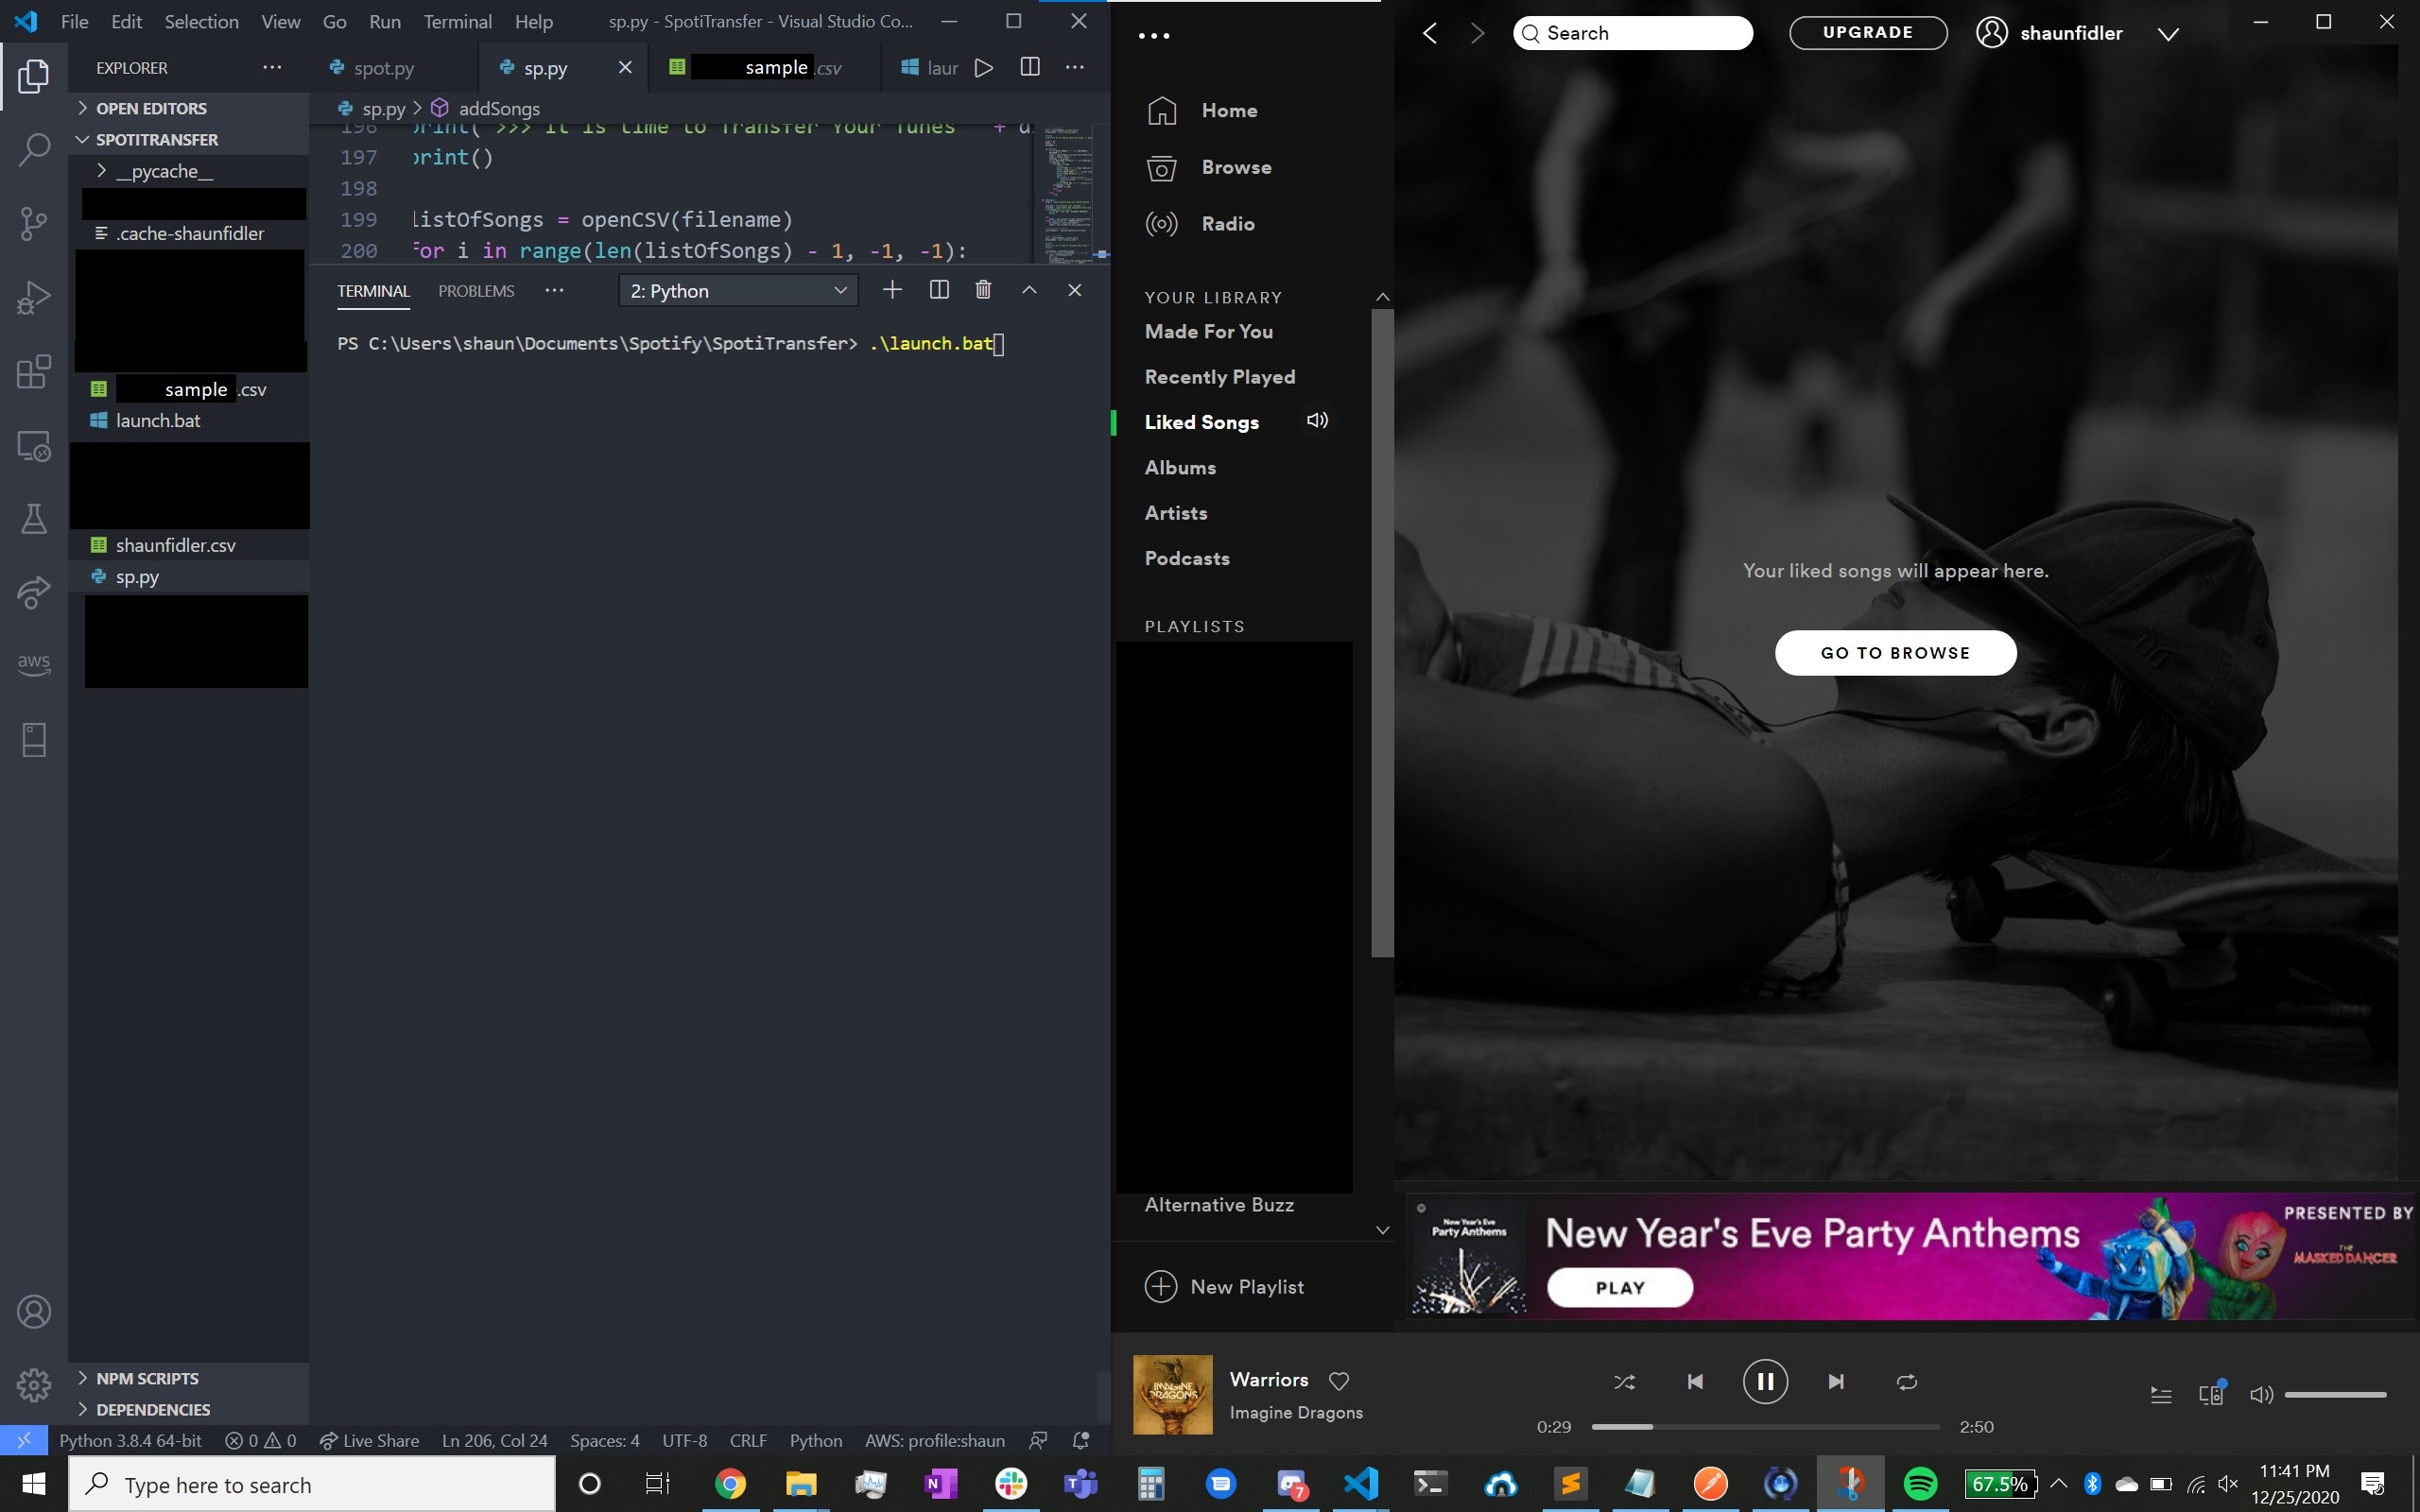 File Edit Selection View Go Run Terminal Help sp.py - SpotiTransfer - Visual Studio Co...
EXPLORER
OPEN EDITORS
SPOTITRANSFER
__pycache__
.cache-shaunfidler
sample .csv
launch.bat
shaunfidler.csv
sp.py
aws
NPM SCRIPTS
DEPENDENCIES
spot.py sp.py sample .csv laur
sp.py > addSongs
196 print(">>> It is time to Transfer Your Tunes " + d
197 print()
198
199 listOfSongs = openCSV(filename)
200 for i in range(len(listOfSongs) - 1, -1, -1):
TERMINAL PROBLEMS 2: Python
PS C:\Users\shaun\Documents\Spotify\SpotiTransfer> .\launch.bat
Python 3.8.4 64-bit 0 0 Live Share Ln 206, Col 24 Spaces: 4 UTF-8 CRLF Python AWS: profile:shaun
Search UPGRADE shaunfidler
Home
Browse
Radio
YOUR LIBRARY
Made For You
Recently Played
Liked Songs
Albums
Artists
Podcasts
PLAYLISTS
Alternative Buzz
New Playlist
Your liked songs will appear here.
GO TO BROWSE
New Year's Eve
Party Anthems
New Year's Eve Party Anthems
PLAY
PRESENTED BY
THE
MASKED DANCER
IMAGINE
DRAGONS
Warriors
Imagine Dragons
0:29 2:50
Type here to search
7
67.5%
11:41 PM
12/25/2020